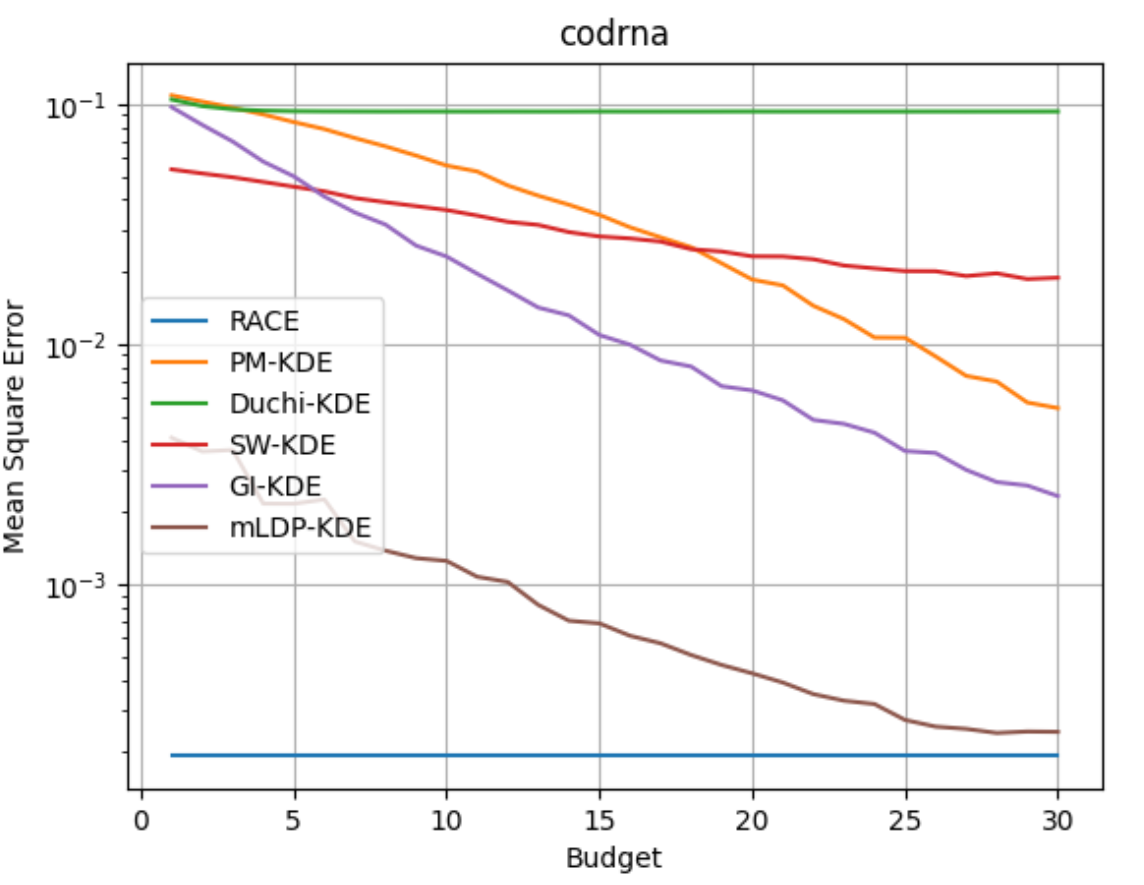 codrna
Mean Square Error
10⁻¹
10⁻²
10⁻³
RACE
PM-KDE
Duchi-KDE
SW-KDE
GI-KDE
mLDP-KDE
0 5 10 15 20 25 30
Budget